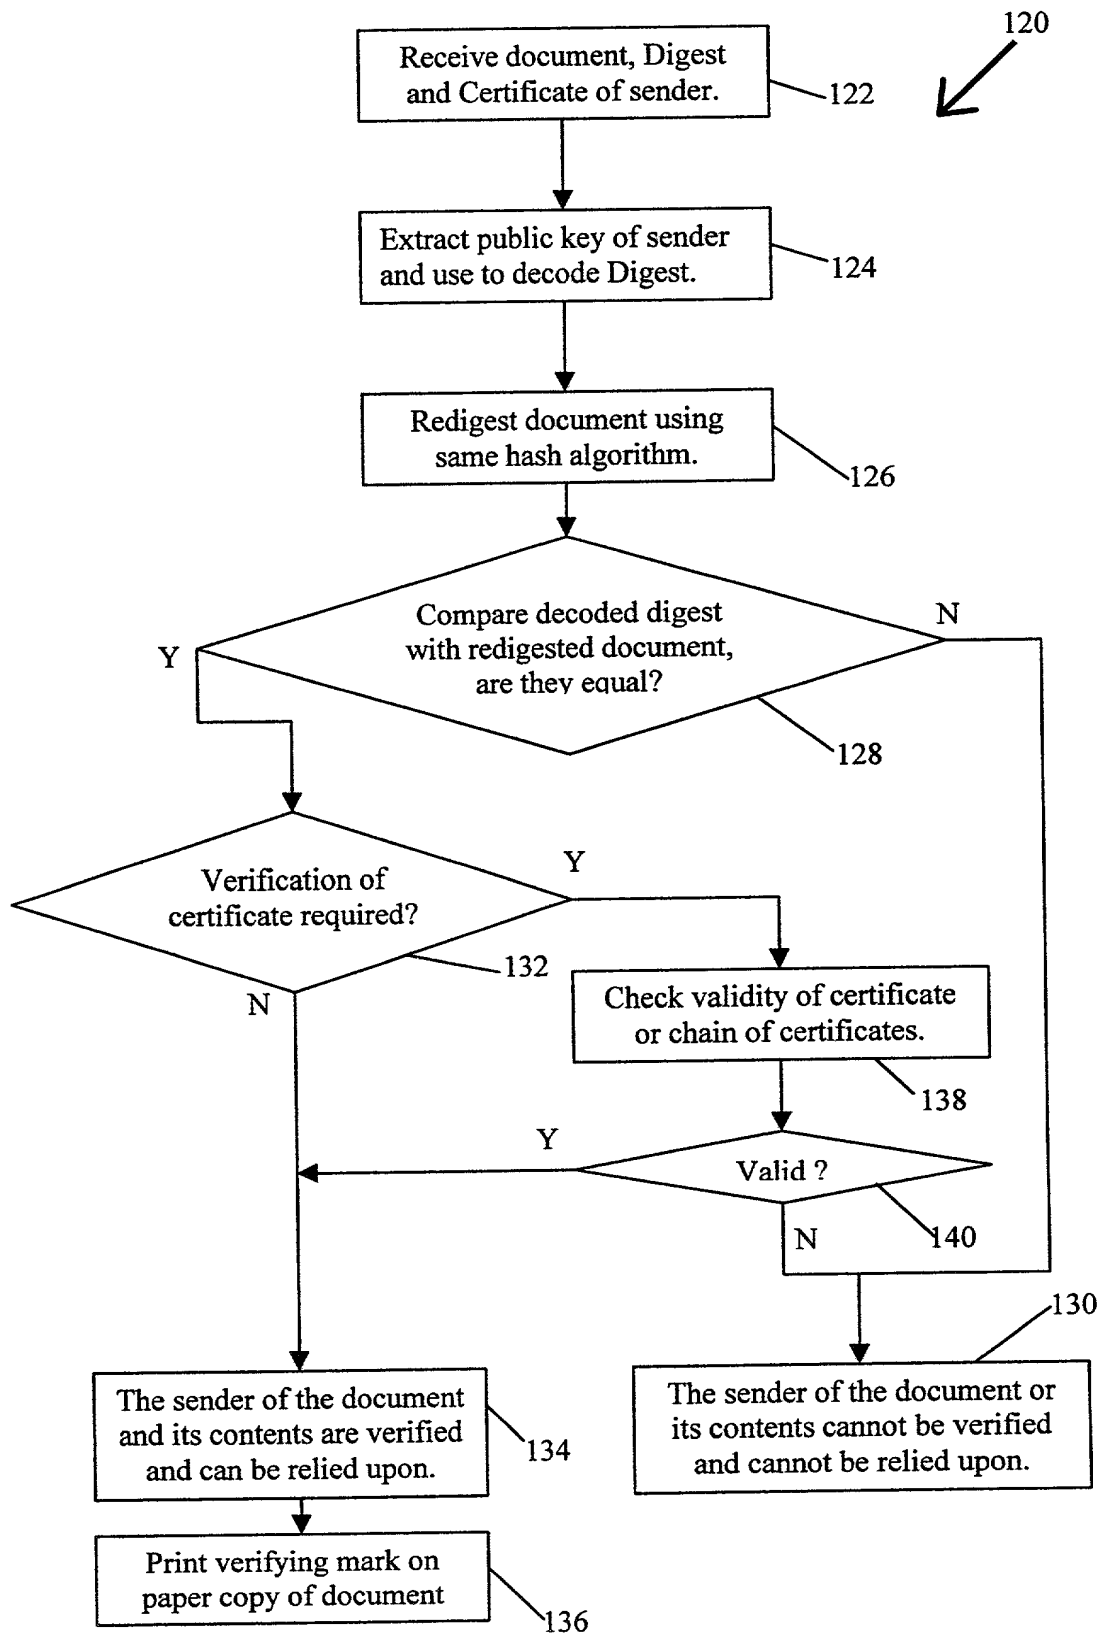 120
Receive document, Digest
and Certificate of sender.
122
Extract public key of sender
and use to decode Digest.
124
Redigest document using
same hash algorithm.
126
Compare decoded digest
with redigested document,
are they equal?
N
Y
128
Verification of
certificate required?
Y
132
N
Check validity of certificate
or chain of certificates.
138
Y
Valid ?
N
140
130
The sender of the document
and its contents are verified
and can be relied upon.
134
The sender of the document or
its contents cannot be verified
and cannot be relied upon.
Print verifying mark on
paper copy of document
136